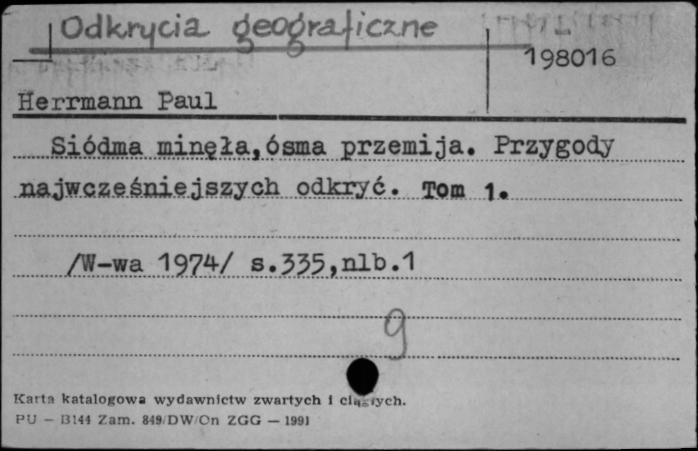 Odkrycia geograficzne
198016
Herrmann Paul
Siódma minęła,ósma przemija. Przygody
najwcześniejszych odkryć. Tom 1.
/W-wa 1974/ s.335,nlb.1
9
Karta katalogowa wydawnictw zwartych i ciągłych.
PU — B144 Zam. 849/DW/On ZGG — 1991